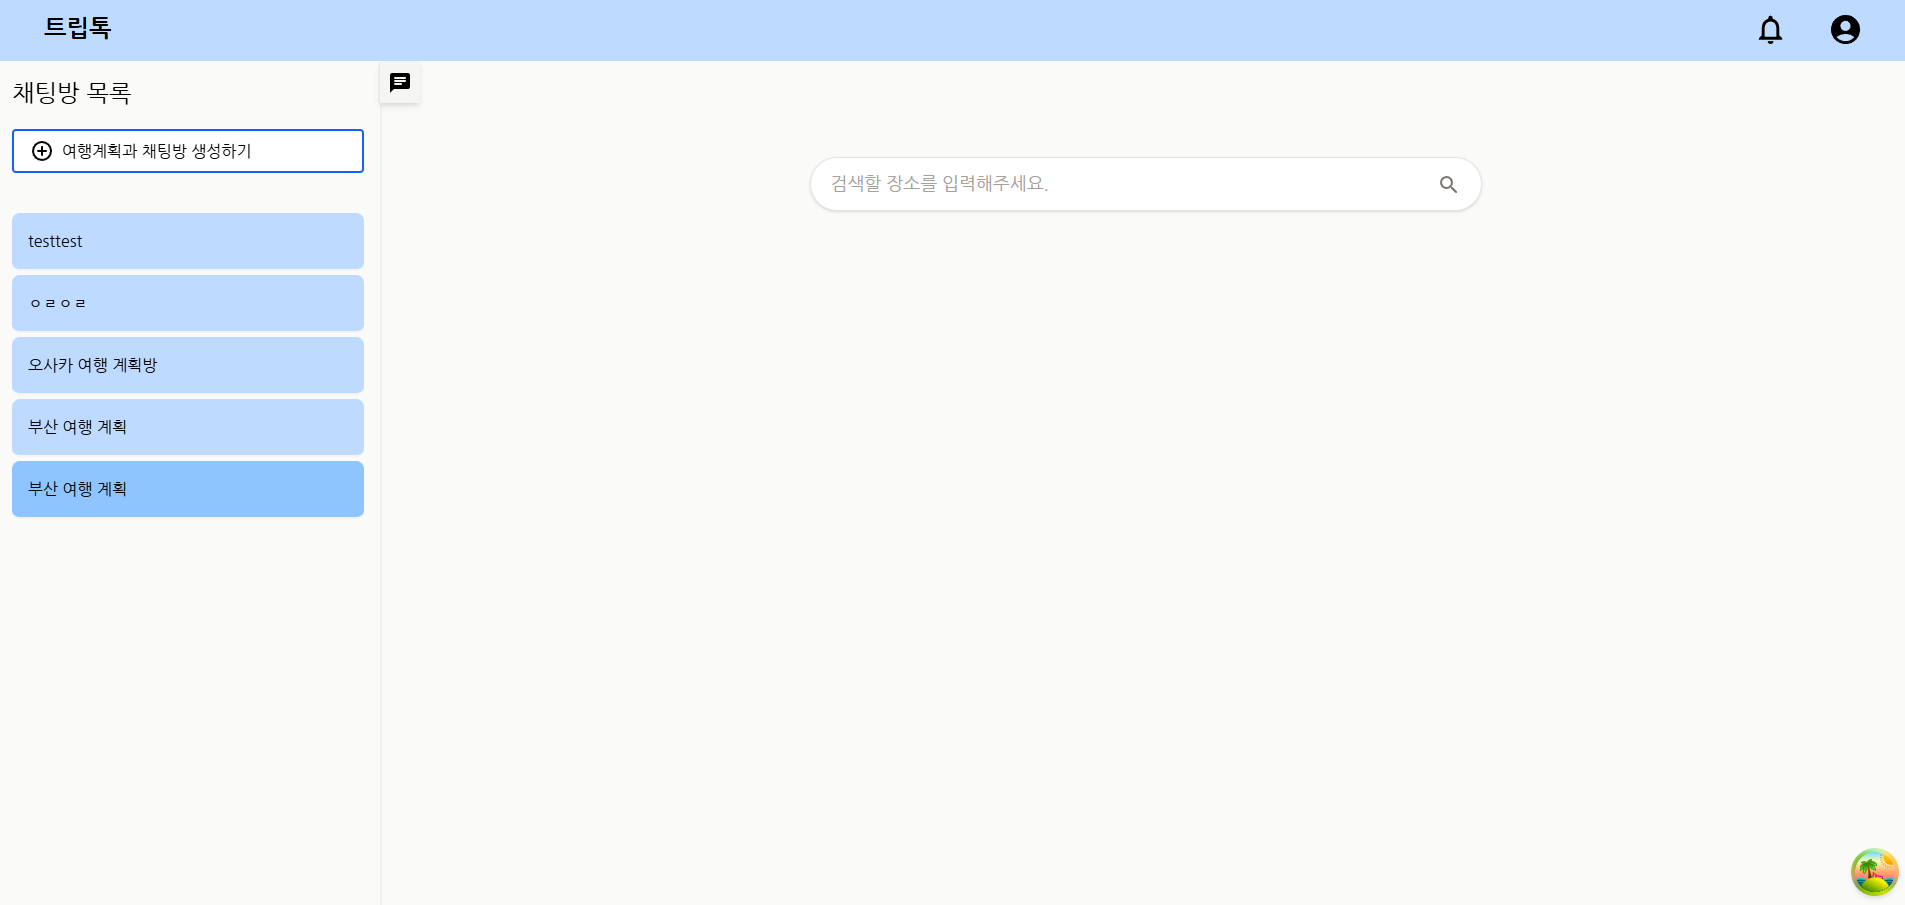 트립톡
채팅방 목록
여행계획과 채팅방 생성하기
검색할 장소를 입력해주세요.
testtest
ㅇㄹㅇㄹ
오사카 여행 계획방
부산 여행 계획
부산 여행 계획